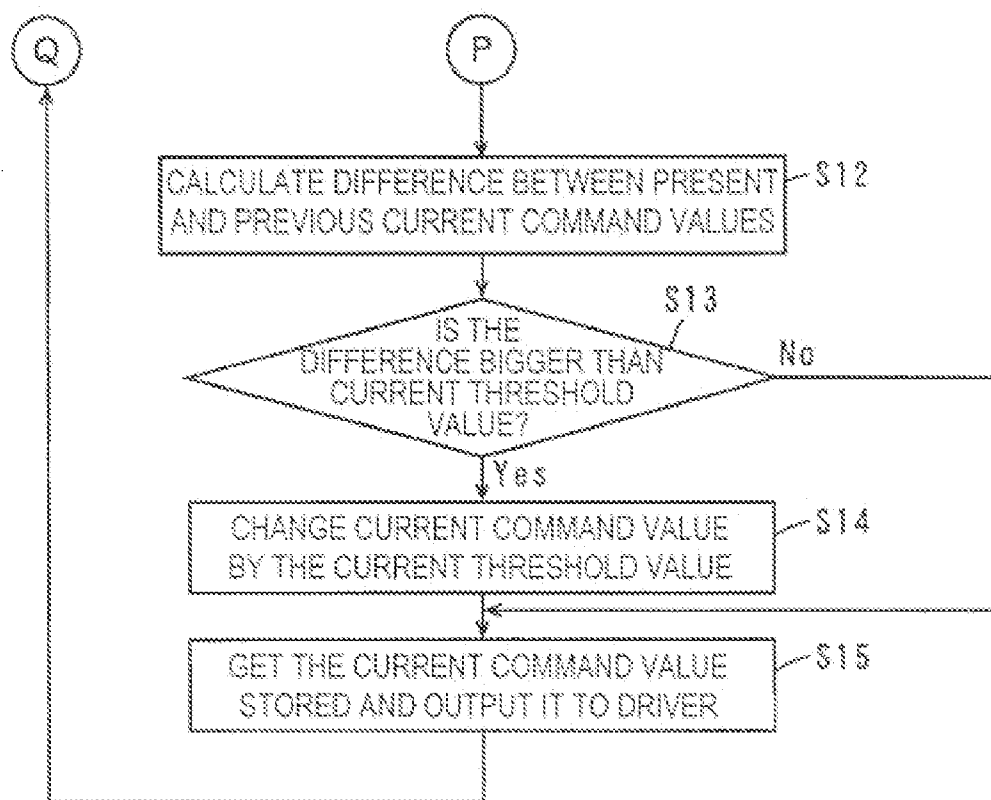 Q
P
CALCULATE DIFFERENCE BETWEEN PRESENT
AND PREVIOUS CURRENT COMMAND VALUES
S12
S13
IS THE
DIFFERENCE BIGGER THAN
CURRENT THRESHOLD
VALUE?
No
Yes
CHANGE CURRENT COMMAND VALUE
BY THE CURRENT THRESHOLD VALUE
S14
GET THE CURRENT COMMAND VALUE
STORED AND OUTPUT IT TO DRIVER
S15